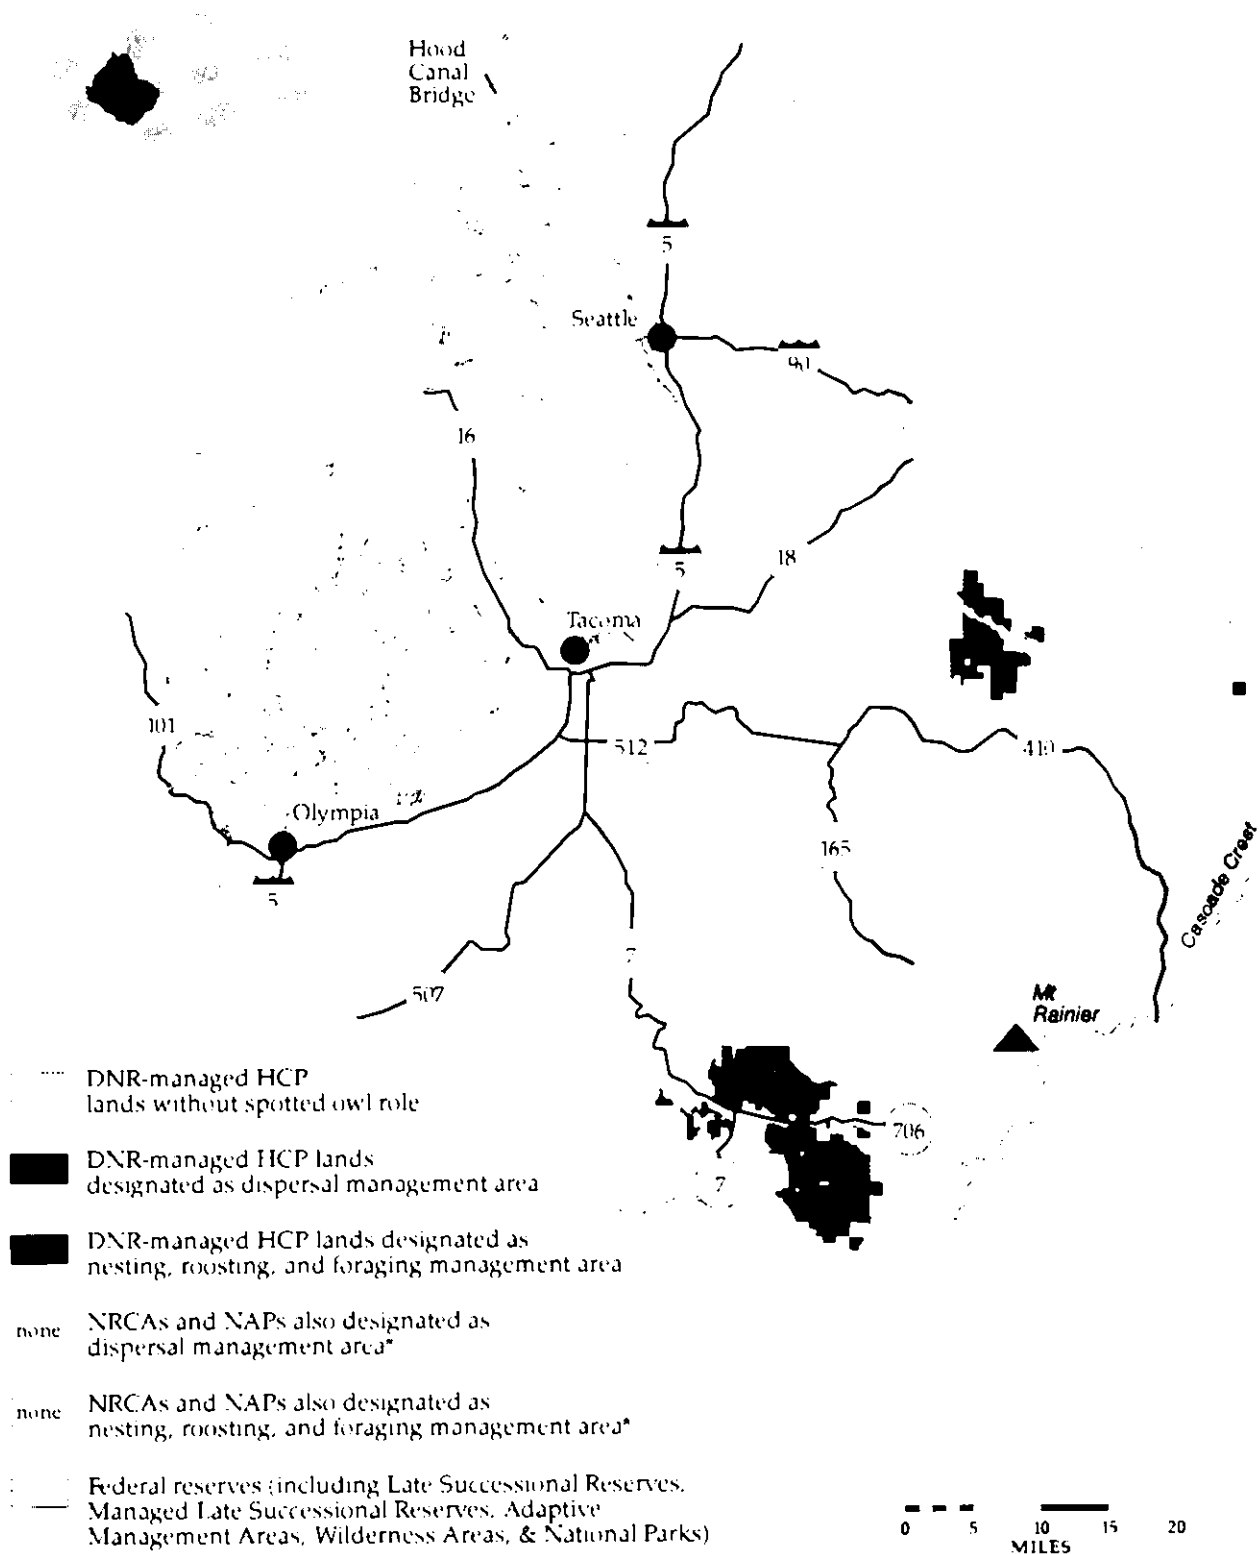 Hood
Canal
Bridge
5
Seattle
90
16
18
5
Tacoma
101
512
410
Olympia
165
5
Cascade Crest
7
507
Mt
Rainier
706
7
DNR-managed HCP
lands without spotted owl role
DNR-managed HCP lands
designated as dispersal management area
DNR-managed HCP lands designated as
nesting, roosting, and foraging management area
none
NRCAs and NAPs also designated as
dispersal management area*
none
NRCAs and NAPs also designated as
nesting, roosting, and foraging management area*
Federal reserves (including Late Successional Reserves,
Managed Late Successional Reserves, Adaptive
Management Areas, Wilderness Areas, & National Parks)
0 5 10 15 20
MILES